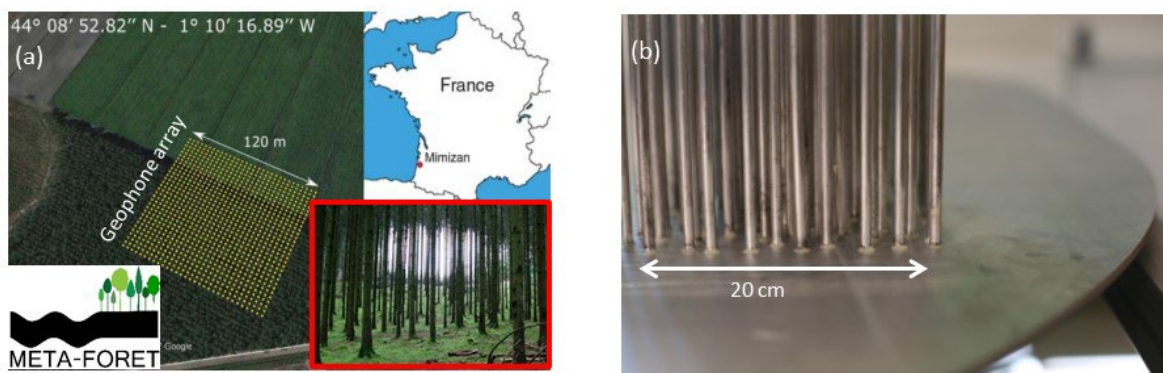 44° 08’ 52.82’’ N - 1° 10’ 16.89’’ W
(a)
Geophone array
120 m
France
Mimizan
META-FORET
Google
(b)
20 cm